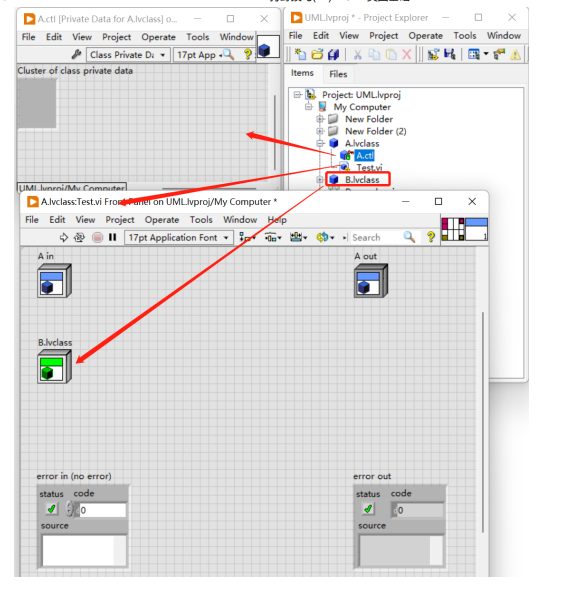 A.ctl [Private Data for A.lvclass] o...
File Edit View Project Operate Tools Window
Class Private Da
17pt App
Cluster of class private data
UML.lvproj/My Computer
UML.lvproj * - Project Explorer
File Edit View Project Operate Tools Window
Items Files
Project: UML.lvproj
My Computer
New Folder
New Folder (2)
A.lvclass
A.ctl
Test.vi
B.lvclass
A.lvclass:Test.vi Front Panel on UML.lvproj/My Computer *
File Edit View Project Operate Tools Window Help
17pt Application Font
Search
1
A in
A out
B.lvclass
error in (no error)
status code
0
source
error out
status code
0
source